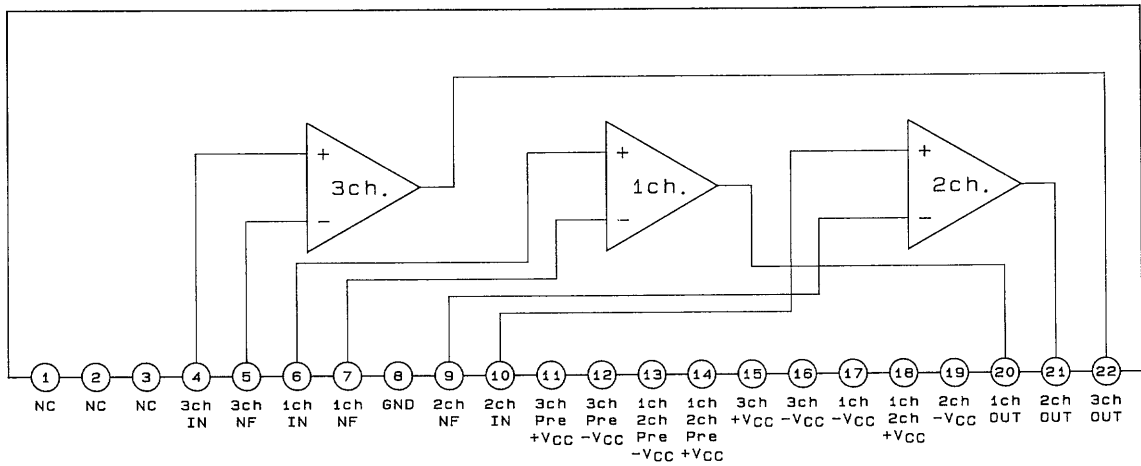 +
3ch.
−
+
1ch.
−
+
2ch.
−
1 2 3 4 5 6 7 8 9 10 11 12 13 14 15 16 17 18 19 20 21 22
NC
NC
NC
3ch
IN
3ch
NF
1ch
IN
1ch
NF
GND
2ch
NF
2ch
IN
3ch
Pre
+VCC
3ch
Pre
−VCC
1ch
2ch
Pre
−VCC
1ch
2ch
Pre
+VCC
3ch
+VCC
3ch
−VCC
1ch
−VCC
1ch
2ch
+VCC
2ch
−VCC
1ch
OUT
2ch
OUT
3ch
OUT